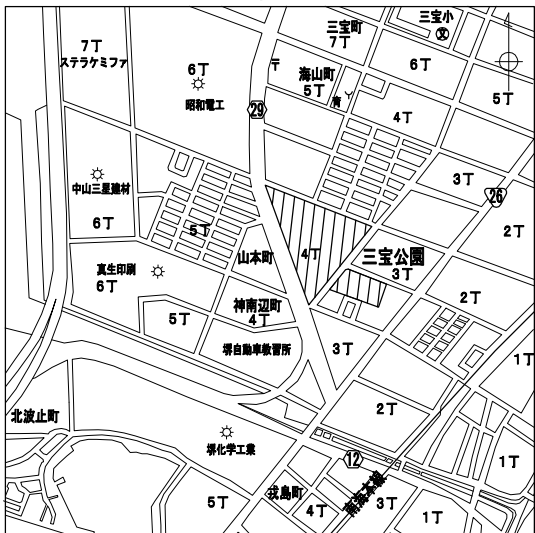 三宝小
文
三宝町
7丁
7丁
ステラケミファ
6丁
昭和電工
〒
海山町
5丁
6丁
5丁
4丁
29
3丁
26
中山三星建材
6丁
5丁
2丁
山本町
4丁
三宝公園
3丁
真生印刷
6丁
2丁
神南辺町
4丁
5丁
堺自動車教習所
3丁
1丁
2丁
北波止町
堺化学工業
12
1丁
戎島町
南海本線
5丁
4丁
3丁
1丁